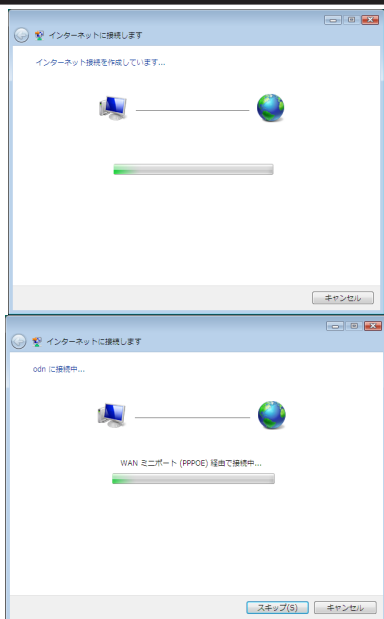 インターネットに接続します
インターネット接続を作成しています...
キャンセル
インターネットに接続します
odn に接続中...
WAN ミニポート (PPPOE) 経由で接続中...
スキップ(S)
キャンセル